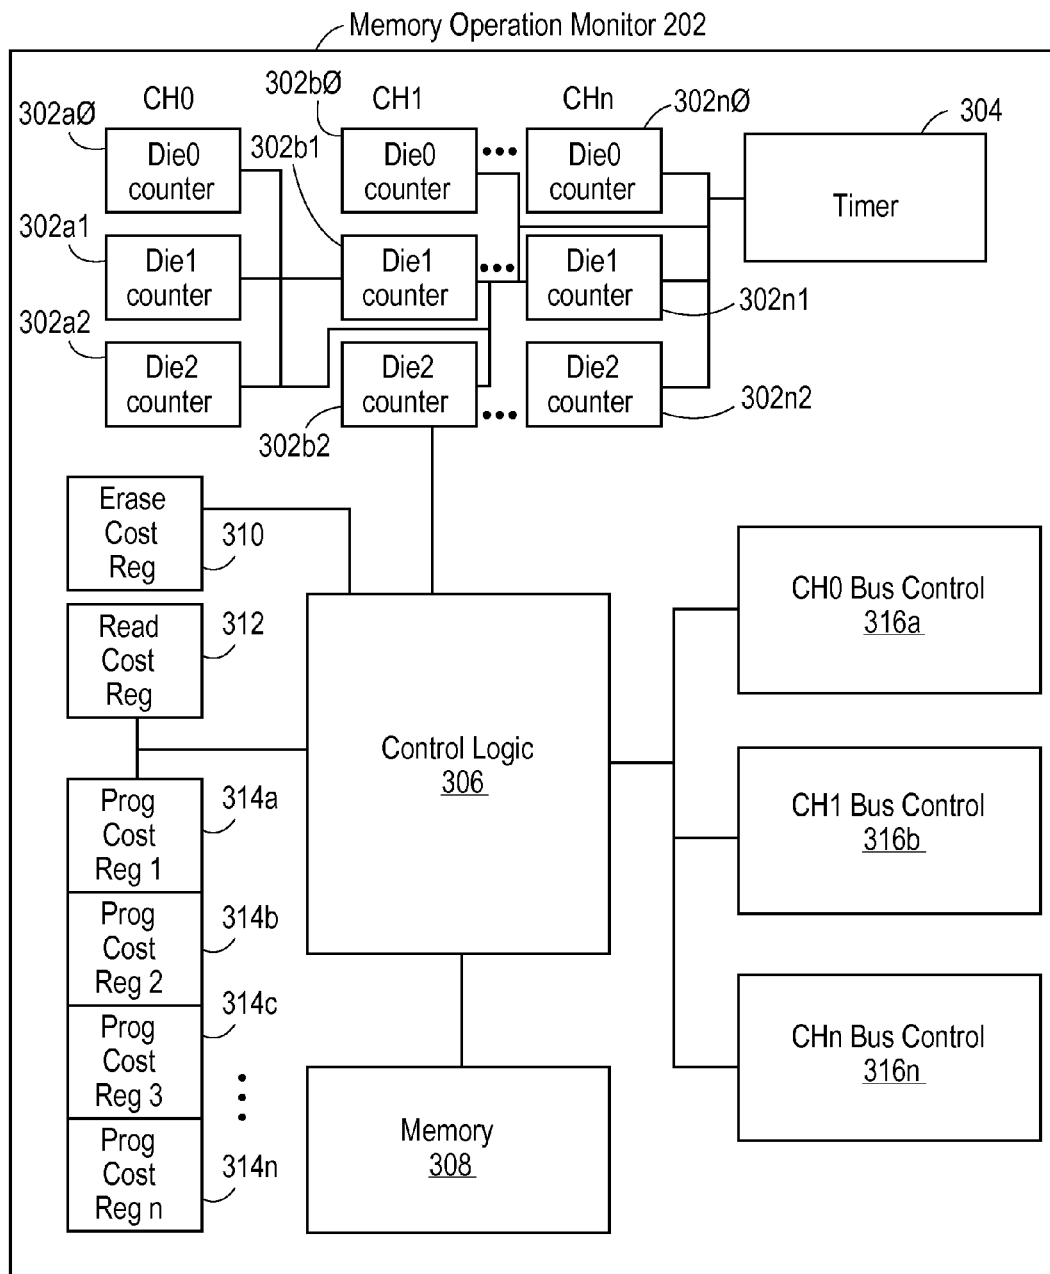 Memory Operation Monitor 202
302aØ
CH0
302bØ
CH1
CHn
302nØ
304
Die0
counter
302b1
Die0
counter
•••
Die0
counter
Timer
302a1
Die1
counter
Die1
counter
•••
Die1
counter
302n1
302a2
Die2
counter
302b2
Die2
counter
•••
Die2
counter
302n2
Erase
Cost
Reg
310
Read
Cost
Reg
312
Prog
Cost
Reg 1
314a
Prog
Cost
Reg 2
314b
Prog
Cost
Reg 3
314c
Prog
Cost
Reg n
314n
Control Logic
306
Memory
308
CH0 Bus Control
316a
CH1 Bus Control
316b
CHn Bus Control
316n